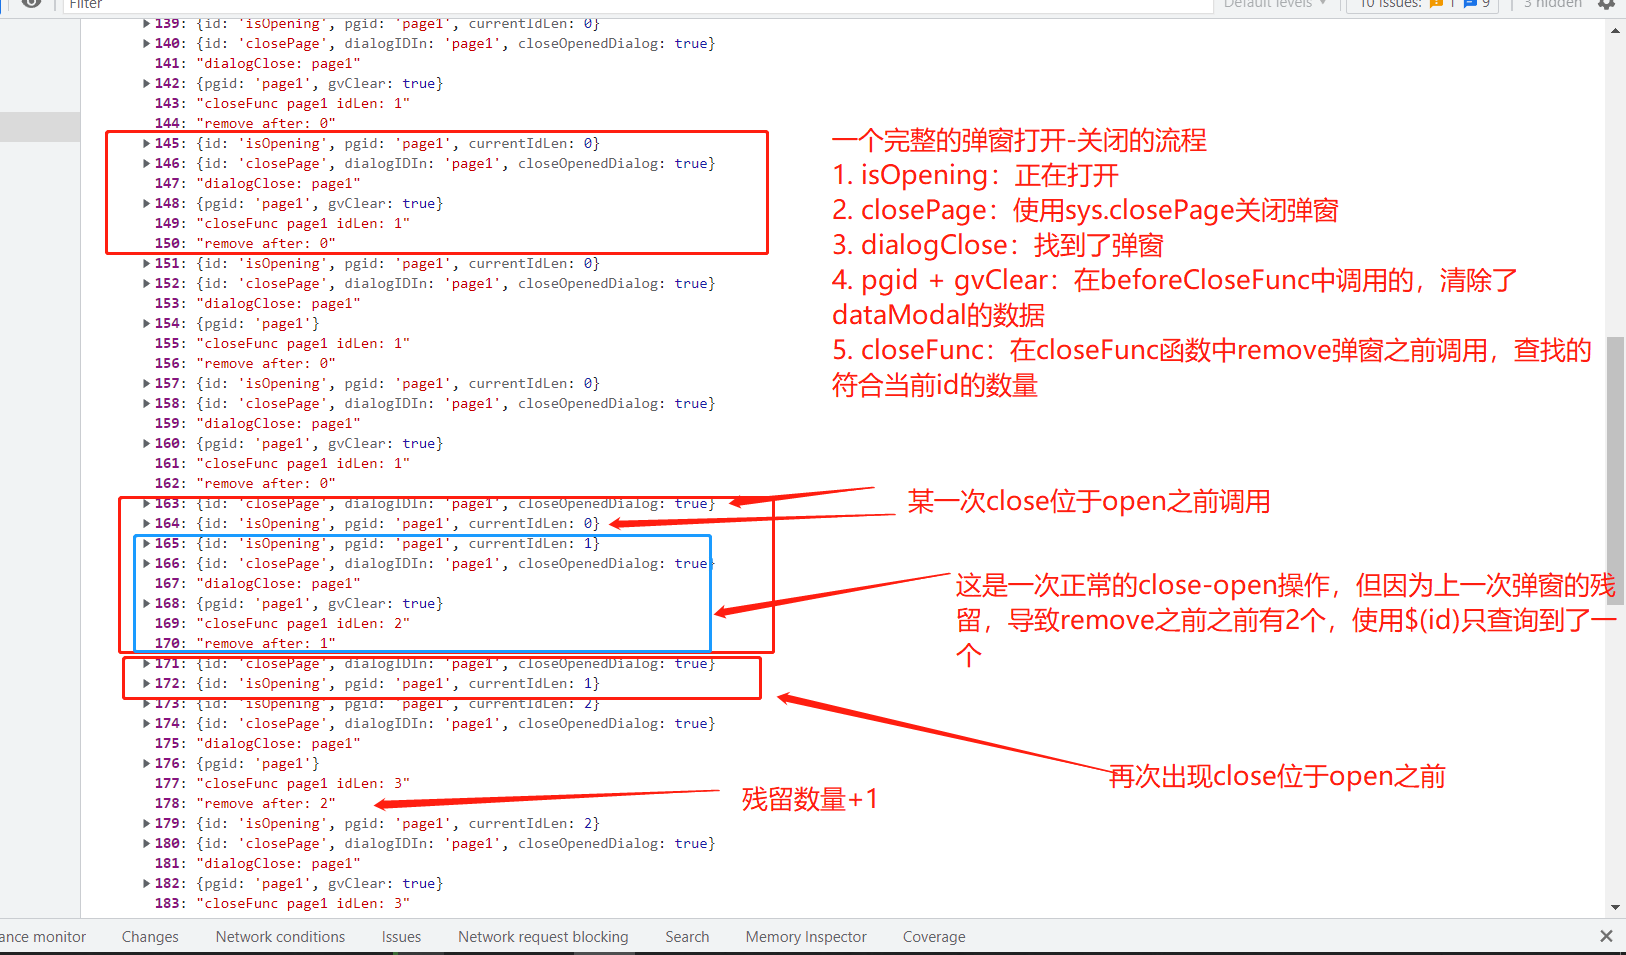 Filter
Default levels ▼
10 Issues: 1 9
3 hidden
139: {id: 'isOpening', pgid: 'page1', currentIdLen: 0}
140: {id: 'closePage', dialogIDIn: 'page1', closeOpenedDialog: true}
141: "dialogClose: page1"
142: {pgid: 'page1', gvClear: true}
143: "closeFunc page1 idLen: 1"
144: "remove after: 0"
145: {id: 'isOpening', pgid: 'page1', currentIdLen: 0}
146: {id: 'closePage', dialogIDIn: 'page1', closeOpenedDialog: true}
147: "dialogClose: page1"
148: {pgid: 'page1', gvClear: true}
149: "closeFunc page1 idLen: 1"
150: "remove after: 0"
151: {id: 'isOpening', pgid: 'page1', currentIdLen: 0}
152: {id: 'closePage', dialogIDIn: 'page1', closeOpenedDialog: true}
153: "dialogClose: page1"
154: {pgid: 'page1'}
155: "closeFunc page1 idLen: 1"
156: "remove after: 0"
157: {id: 'isOpening', pgid: 'page1', currentIdLen: 0}
158: {id: 'closePage', dialogIDIn: 'page1', closeOpenedDialog: true}
159: "dialogClose: page1"
160: {pgid: 'page1', gvClear: true}
161: "closeFunc page1 idLen: 1"
162: "remove after: 0"
163: {id: 'closePage', dialogIDIn: 'page1', closeOpenedDialog: true}
164: {id: 'isOpening', pgid: 'page1', currentIdLen: 0}
165: {id: 'isOpening', pgid: 'page1', currentIdLen: 1}
166: {id: 'closePage', dialogIDIn: 'page1', closeOpenedDialog: true}
167: "dialogClose: page1"
168: {pgid: 'page1', gvClear: true}
169: "closeFunc page1 idLen: 2"
170: "remove after: 1"
171: {id: 'closePage', dialogIDIn: 'page1', closeOpenedDialog: true}
172: {id: 'isOpening', pgid: 'page1', currentIdLen: 1}
173: {id: 'isOpening', pgid: 'page1', currentIdLen: 2}
174: {id: 'closePage', dialogIDIn: 'page1', closeOpenedDialog: true}
175: "dialogClose: page1"
176: {pgid: 'page1'}
177: "closeFunc page1 idLen: 3"
178: "remove after: 2"
179: {id: 'isOpening', pgid: 'page1', currentIdLen: 2}
180: {id: 'closePage', dialogIDIn: 'page1', closeOpenedDialog: true}
181: "dialogClose: page1"
182: {pgid: 'page1', gvClear: true}
183: "closeFunc page1 idLen: 3"
一个完整的弹窗打开-关闭的流程
1. isOpening：正在打开
2. closePage：使用sys.closePage关闭弹窗
3. dialogClose：找到了弹窗
4. pgid + gvClear：在beforeCloseFunc中调用的，清除了
dataModal的数据
5. closeFunc：在closeFunc函数中remove弹窗之前调用，查找的
符合当前id的数量
某一次close位于open之前调用
这是一次正常的close-open操作，但因为上一次弹窗的残
留，导致remove之前之前有2个，使用$(id)只查询到了一
个
再次出现close位于open之前
残留数量+1
ance monitor
Changes
Network conditions
Issues
Network request blocking
Search
Memory Inspector
Coverage